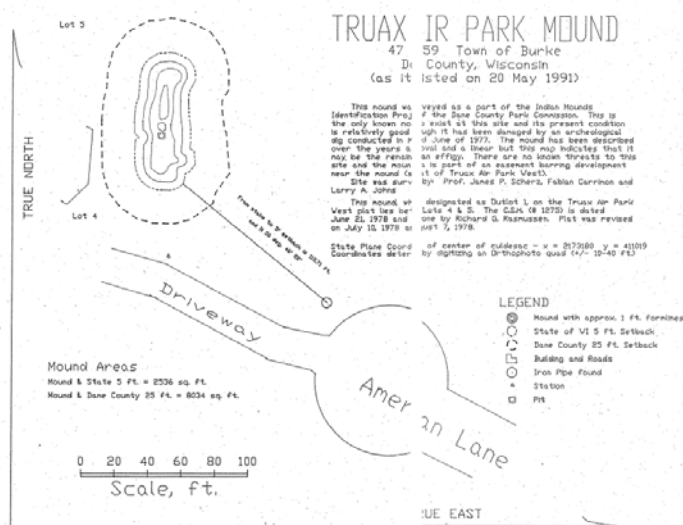 Lot 5
TRUAX IR PARK MOUND
47 59 Town of Burke
County, Wisconsin
(as it isted on 20 May 1991)
This mound wa veyed as a part of the Indian Mounds
Identification Proj f the Dane County Park Commission. This is
the only known no exist at this site and its present condition
is relatively good ugh it has been damaged by an archeological
dig conducted in d June of 1977. The mound has been described
over the years a oval and a linear but this map indicates that it
may be the remain an effigy. There are no known threats to this
site and the moun is part of an easement barring development
near the mound t of Truax Air Park West).
Site was surv by: Prof. James P. Scherz, Fabian Carrinon and
Larry A. Johns
This mound designated as Outlot 1, on the Truax Air Park
West plat lies be Lots 4 & 5. The C.S.M. (# 1275) is dated
June 21, 1978 and one by Richard O. Rasmussen. Plat was revised
on July 10, 1978 gust 7, 1978.
State Plane Coord of center of culdesac - x = 2173180 y = 411019
Coordinates deter by digitizing an Orthophoto quad (+/- 10-40 ft.)
TRUE NORTH
Lot 4
From stake to 5' setback is
Driveway
American Lane
LEGEND
Mound with approx. 1 ft. formlines
State of WI 5 ft. Setback
Dane County 25 ft. Setback
Building and Roads
Iron Pipe found
Station
Pit
Mound Areas
Mound & State 5 ft. = 2536 sq. ft.
Mound & Dane County 25 ft. = 8034 sq. ft.
0 20 40 60 80 100
Scale, ft.
UE EAST